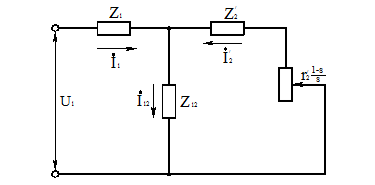 Z₁
Z₂'
İ₁
İ₂'
U₁
İ₁₂
Z₁₂
r₂ 1-s/s